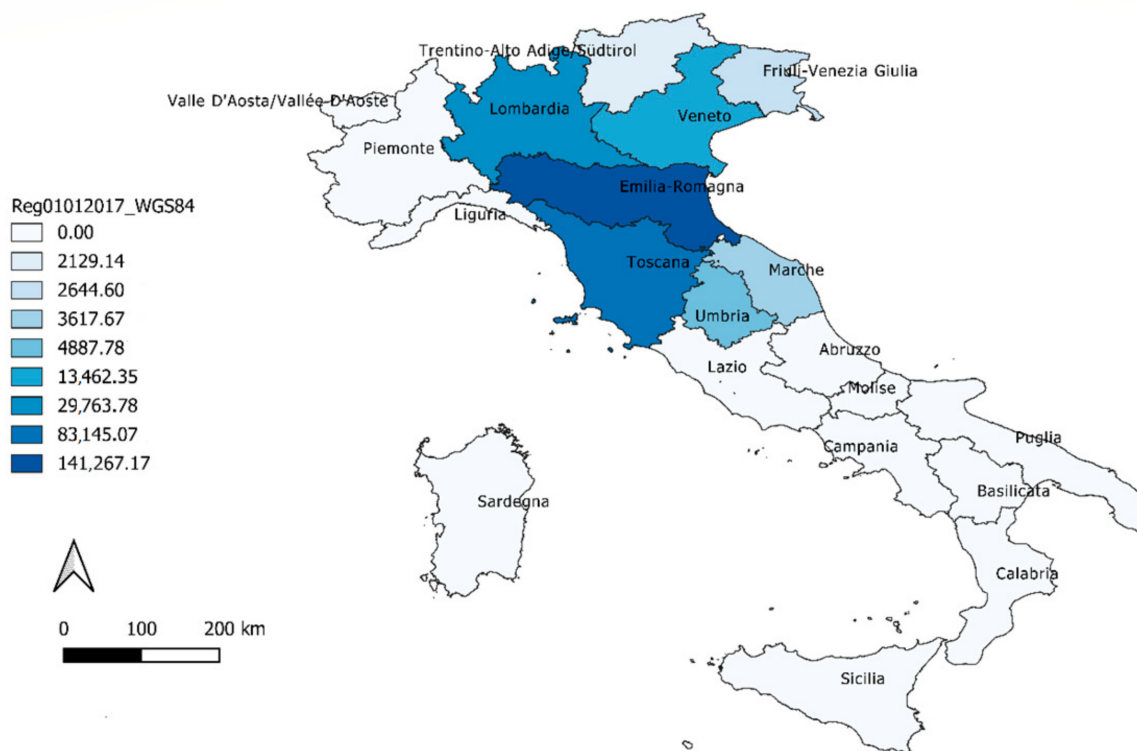 Trentino-Alto Adige/Südtirol
Friuli-Venezia Giulia
Valle D'Aosta/Vallée D'Aoste
Lombardia
Veneto
Piemonte
Emilia-Romagna
Liguria
Toscana
Marche
Umbria
Abruzzo
Lazio
Molise
Puglia
Campania
Basilicata
Sardegna
Calabria
Sicilia
Reg01012017_WGS84
0.00
2129.14
2644.60
3617.67
4887.78
13,462.35
29,763.78
83,145.07
141,267.17
0 100 200 km